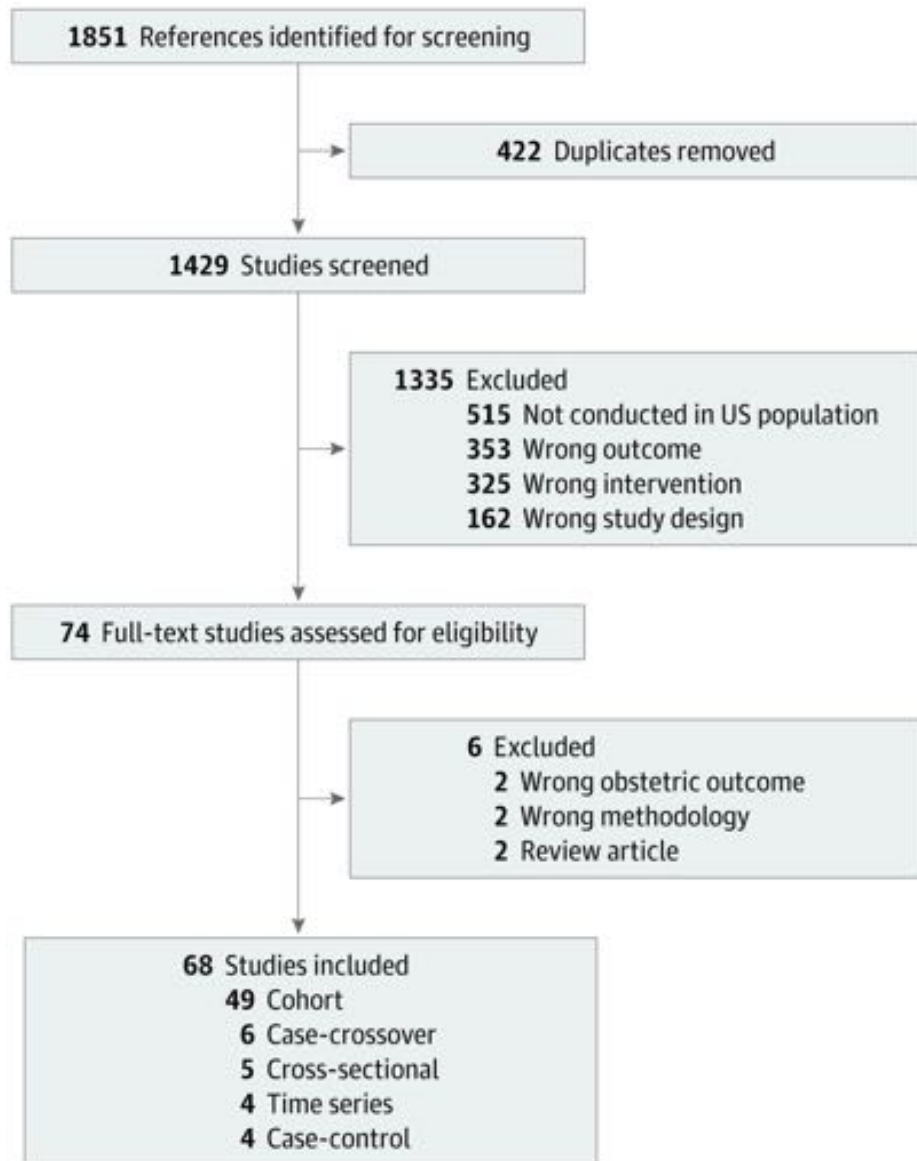 1851 References identified for screening
422 Duplicates removed
1429 Studies screened
1335 Excluded
515 Not conducted in US population
353 Wrong outcome
325 Wrong intervention
162 Wrong study design
74 Full-text studies assessed for eligibility
6 Excluded
2 Wrong obstetric outcome
2 Wrong methodology
2 Review article
68 Studies included
49 Cohort
6 Case-crossover
5 Cross-sectional
4 Time series
4 Case-control